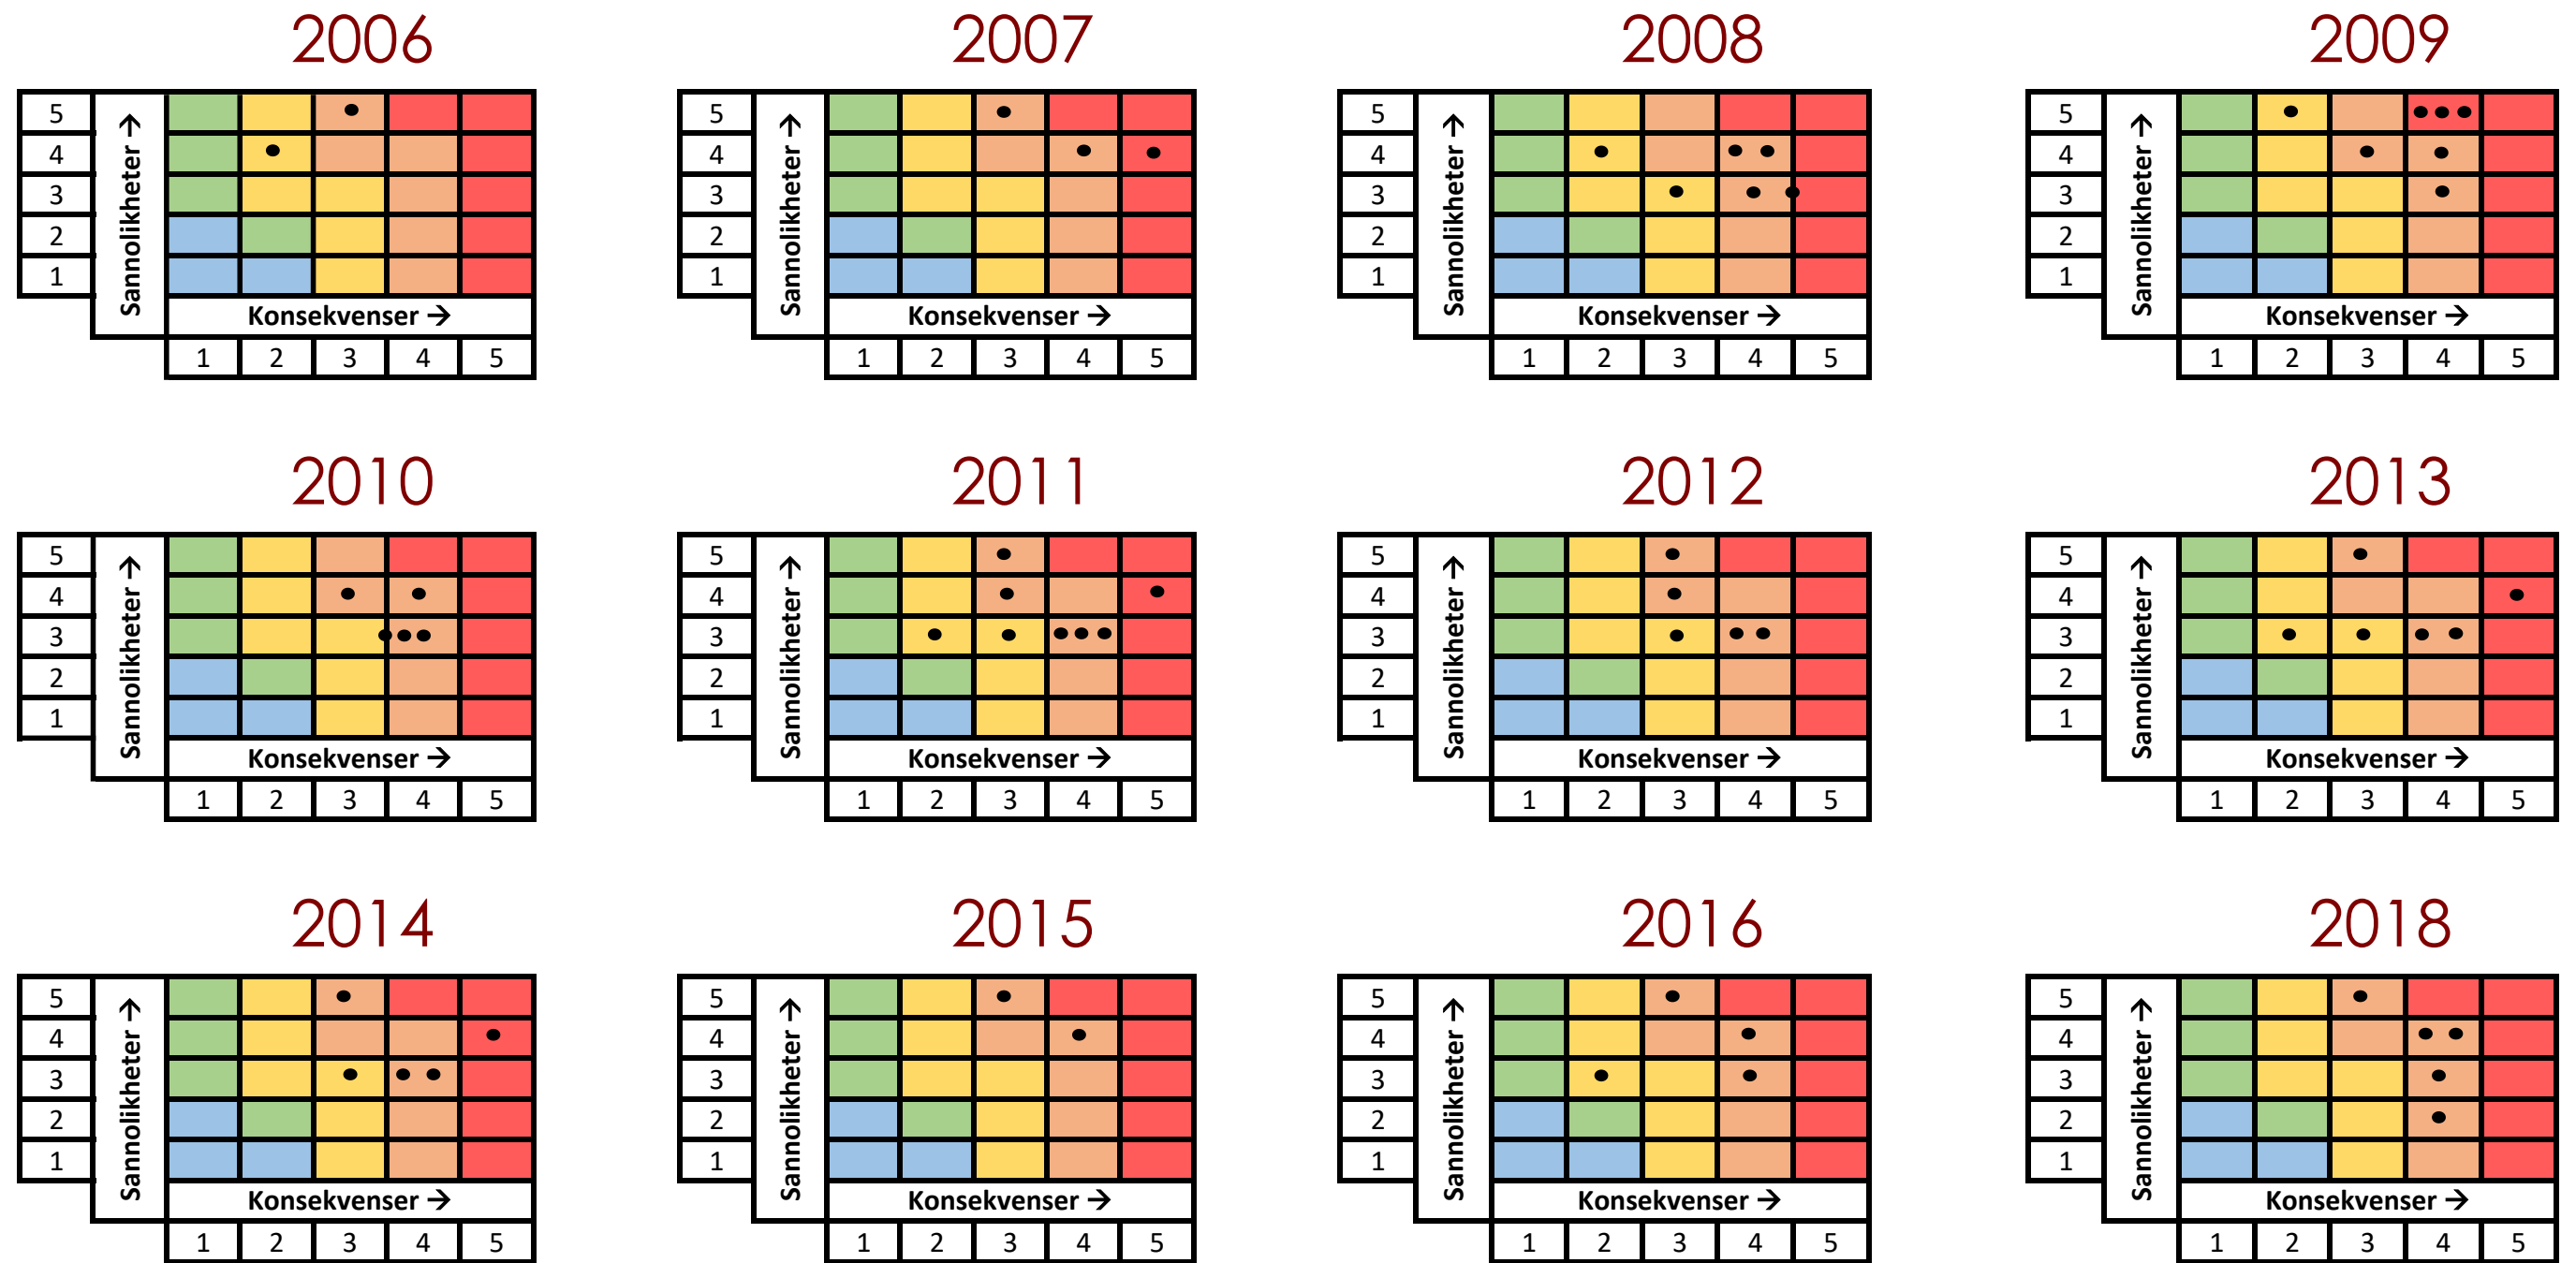 2006 2007 2008 2009
5 5 5 5
4 4 4 4
3 3 3 3
2 2 2 2
1 1 1 1
Sannolikheter → Sannolikheter → Sannolikheter → Sannolikheter →
Konsekvenser → Konsekvenser → Konsekvenser → Konsekvenser →
1 2 3 4 5 1 2 3 4 5 1 2 3 4 5 1 2 3 4 5
2010 2011 2012 2013
5 5 5 5
4 4 4 4
3 3 3 3
2 2 2 2
1 1 1 1
Sannolikheter → Sannolikheter → Sannolikheter → Sannolikheter →
Konsekvenser → Konsekvenser → Konsekvenser → Konsekvenser →
1 2 3 4 5 1 2 3 4 5 1 2 3 4 5 1 2 3 4 5
2014 2015 2016 2018
5 5 5 5
4 4 4 4
3 3 3 3
2 2 2 2
1 1 1 1
Sannolikheter → Sannolikheter → Sannolikheter → Sannolikheter →
Konsekvenser → Konsekvenser → Konsekvenser → Konsekvenser →
1 2 3 4 5 1 2 3 4 5 1 2 3 4 5 1 2 3 4 5